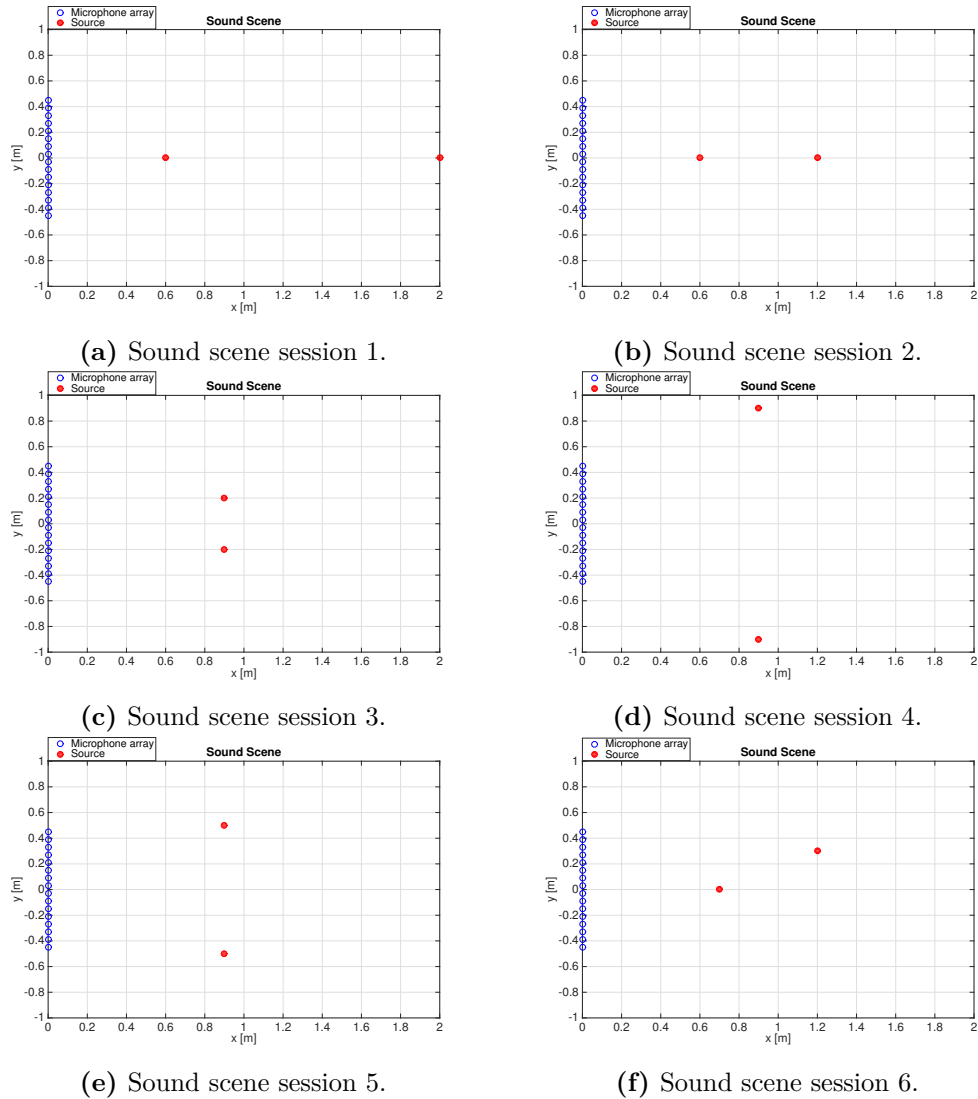 Microphone array
Source
Sound Scene
1
0.8
0.6
0.4
0.2
0
-0.2
-0.4
-0.6
-0.8
-1
y [m]
0 0.2 0.4 0.6 0.8 1 1.2 1.4 1.6 1.8 2
x [m]
(a) Sound scene session 1.
Microphone array
Source
Sound Scene
1
0.8
0.6
0.4
0.2
0
-0.2
-0.4
-0.6
-0.8
-1
y [m]
0 0.2 0.4 0.6 0.8 1 1.2 1.4 1.6 1.8 2
x [m]
(b) Sound scene session 2.
Microphone array
Source
Sound Scene
1
0.8
0.6
0.4
0.2
0
-0.2
-0.4
-0.6
-0.8
-1
y [m]
0 0.2 0.4 0.6 0.8 1 1.2 1.4 1.6 1.8 2
x [m]
(c) Sound scene session 3.
Microphone array
Source
Sound Scene
1
0.8
0.6
0.4
0.2
0
-0.2
-0.4
-0.6
-0.8
-1
y [m]
0 0.2 0.4 0.6 0.8 1 1.2 1.4 1.6 1.8 2
x [m]
(d) Sound scene session 4.
Microphone array
Source
Sound Scene
1
0.8
0.6
0.4
0.2
0
-0.2
-0.4
-0.6
-0.8
-1
y [m]
0 0.2 0.4 0.6 0.8 1 1.2 1.4 1.6 1.8 2
x [m]
(e) Sound scene session 5.
Microphone array
Source
Sound Scene
1
0.8
0.6
0.4
0.2
0
-0.2
-0.4
-0.6
-0.8
-1
y [m]
0 0.2 0.4 0.6 0.8 1 1.2 1.4 1.6 1.8 2
x [m]
(f) Sound scene session 6.